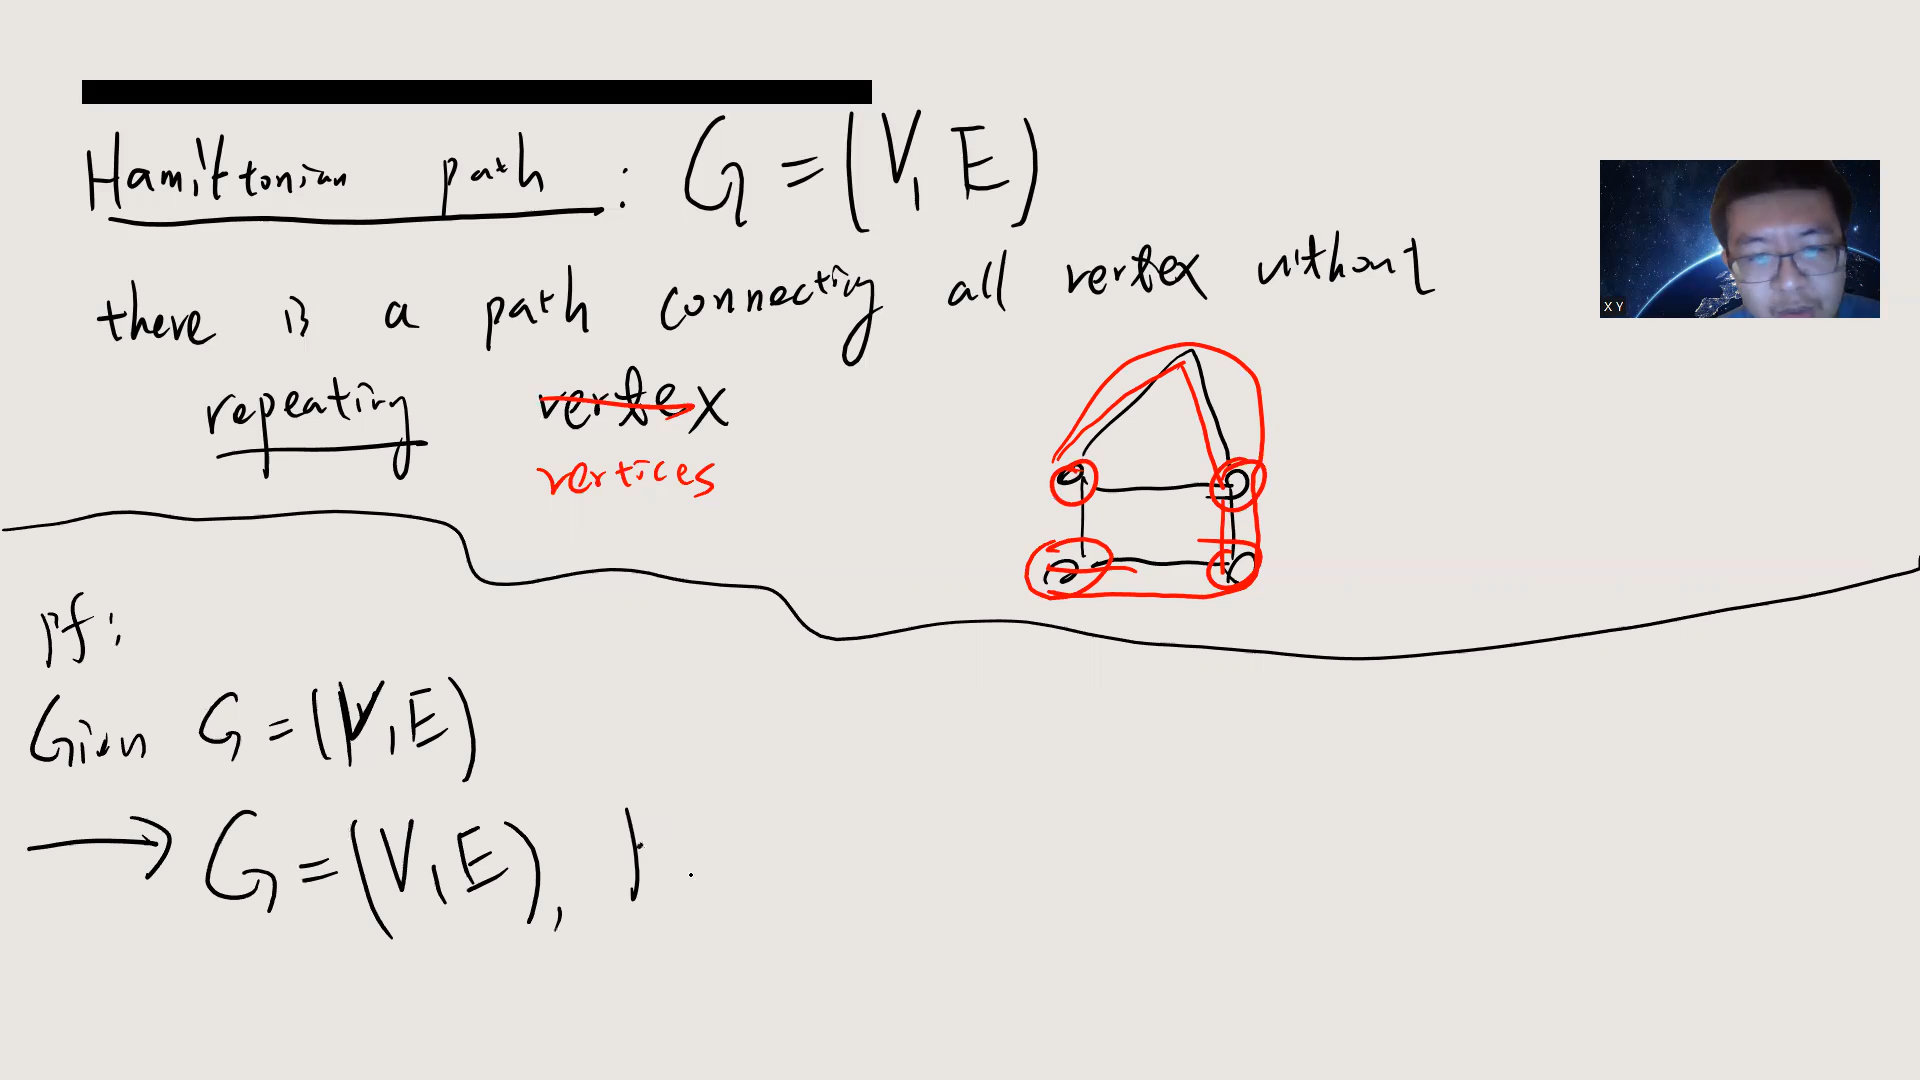 Hamiltonian path : G = (V, E)
there is a path connecting all vertex without
repeating vertex
vertices
X Y
pf:
Given G = (V, E)
→ G = (V, E),